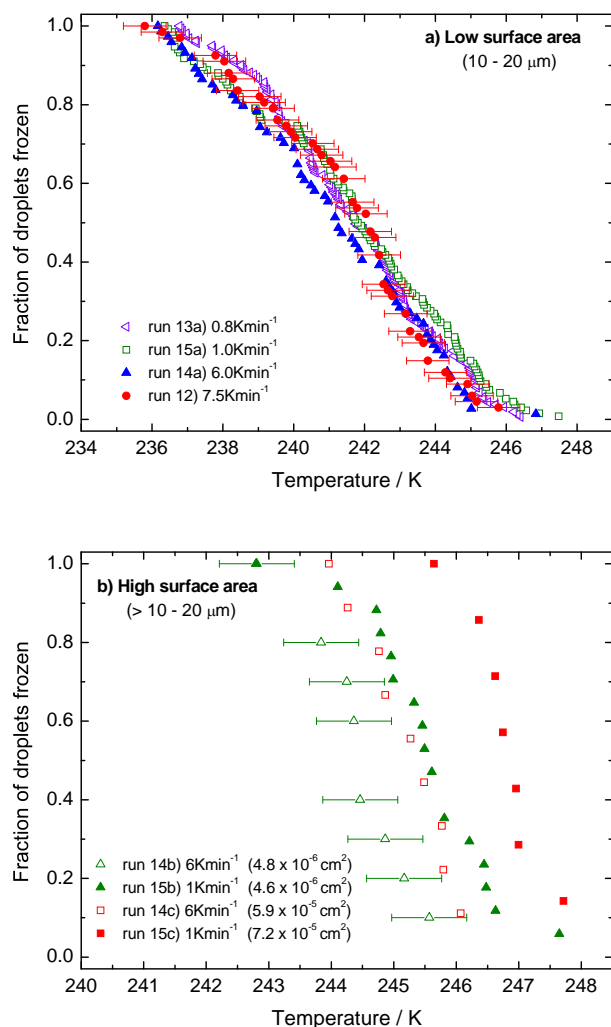 a) Low surface area
(10 - 20 μm)
1.0
0.8
0.6
0.4
0.2
0.0
Fraction of droplets frozen
run 13a) 0.8Kmin⁻¹
run 15a) 1.0Kmin⁻¹
run 14a) 6.0Kmin⁻¹
run 12) 7.5Kmin⁻¹
234 236 238 240 242 244 246 248
Temperature / K
b) High surface area
(> 10 - 20 μm)
1.0
0.8
0.6
0.4
0.2
0.0
Fraction of droplets frozen
run 14b) 6Kmin⁻¹ (4.8 x 10⁻⁶ cm²)
run 15b) 1Kmin⁻¹ (4.6 x 10⁻⁶ cm²)
run 14c) 6Kmin⁻¹ (5.9 x 10⁻⁵ cm²)
run 15c) 1Kmin⁻¹ (7.2 x 10⁻⁵ cm²)
240 241 242 243 244 245 246 247 248
Temperature / K